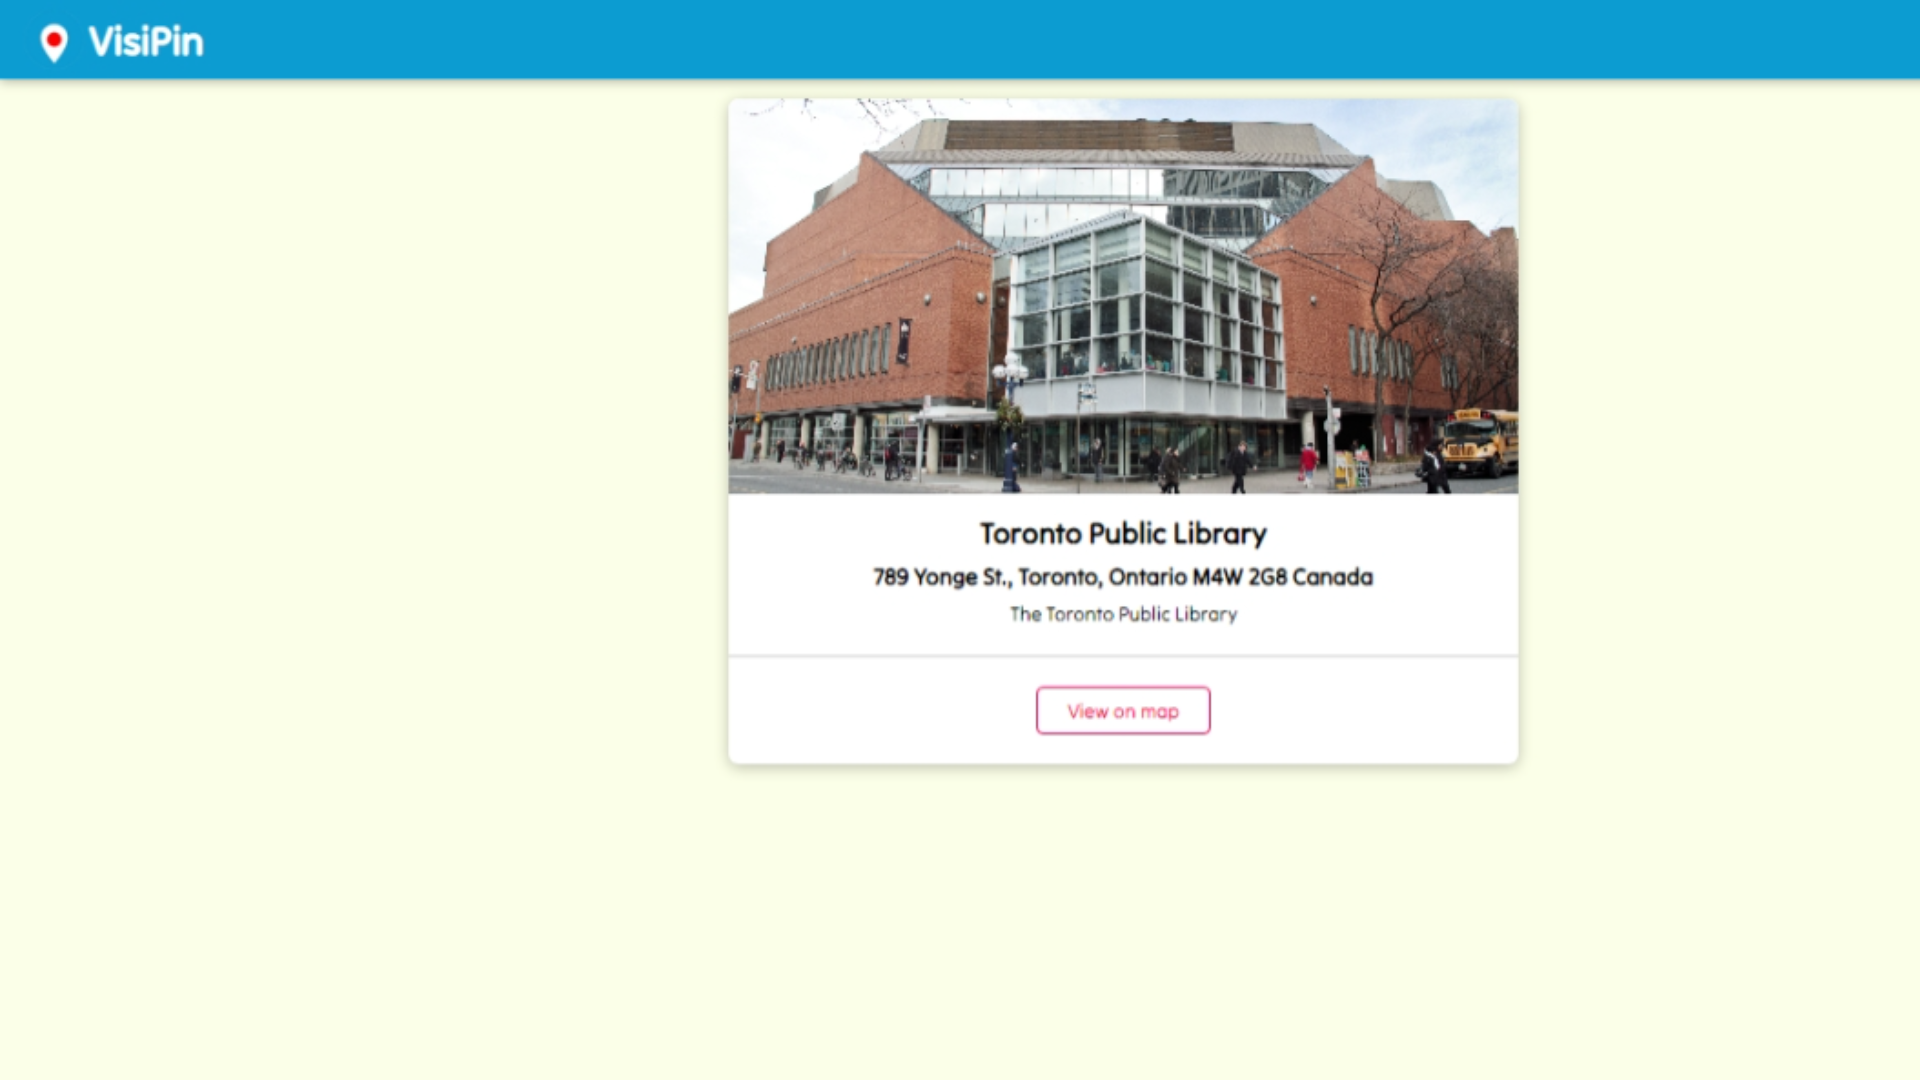 VisiPin
Toronto Public Library
789 Yonge St., Toronto, Ontario M4W 2G8 Canada
The Toronto Public Library
View on map